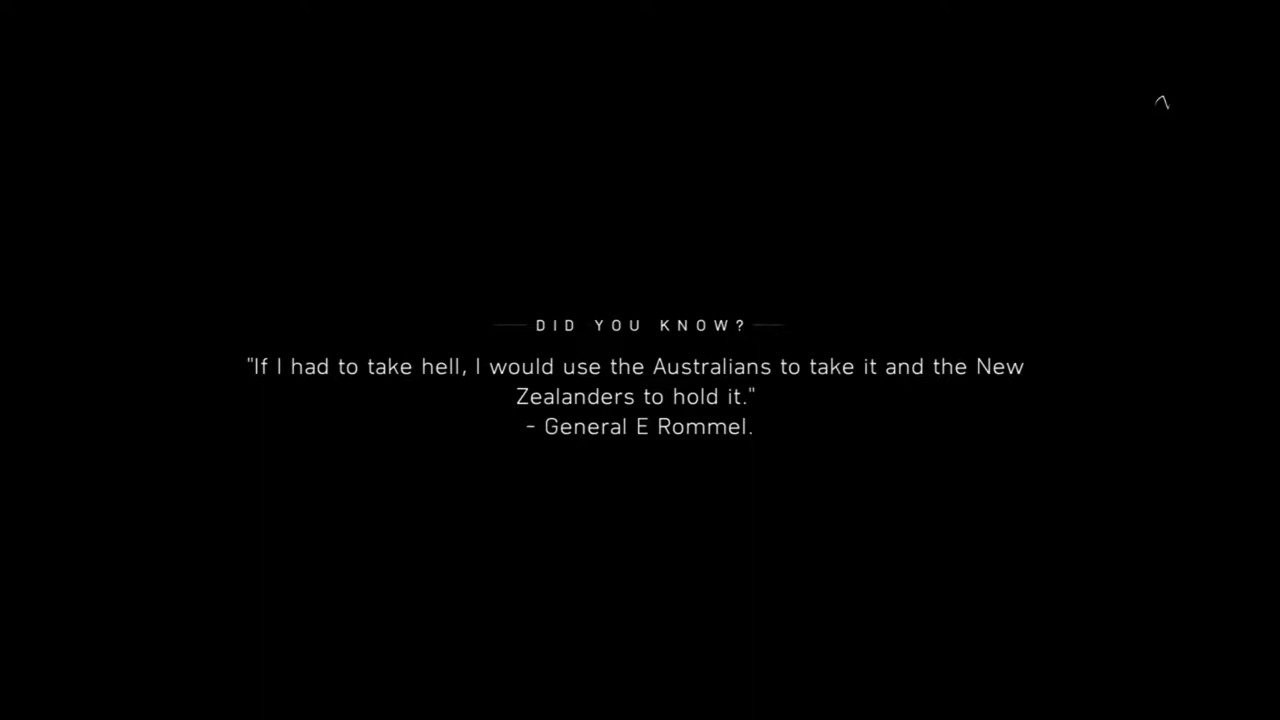 DID YOU KNOW?
"If I had to take hell, I would use the Australians to take it and the New
Zealanders to hold it."
- General E Rommel.